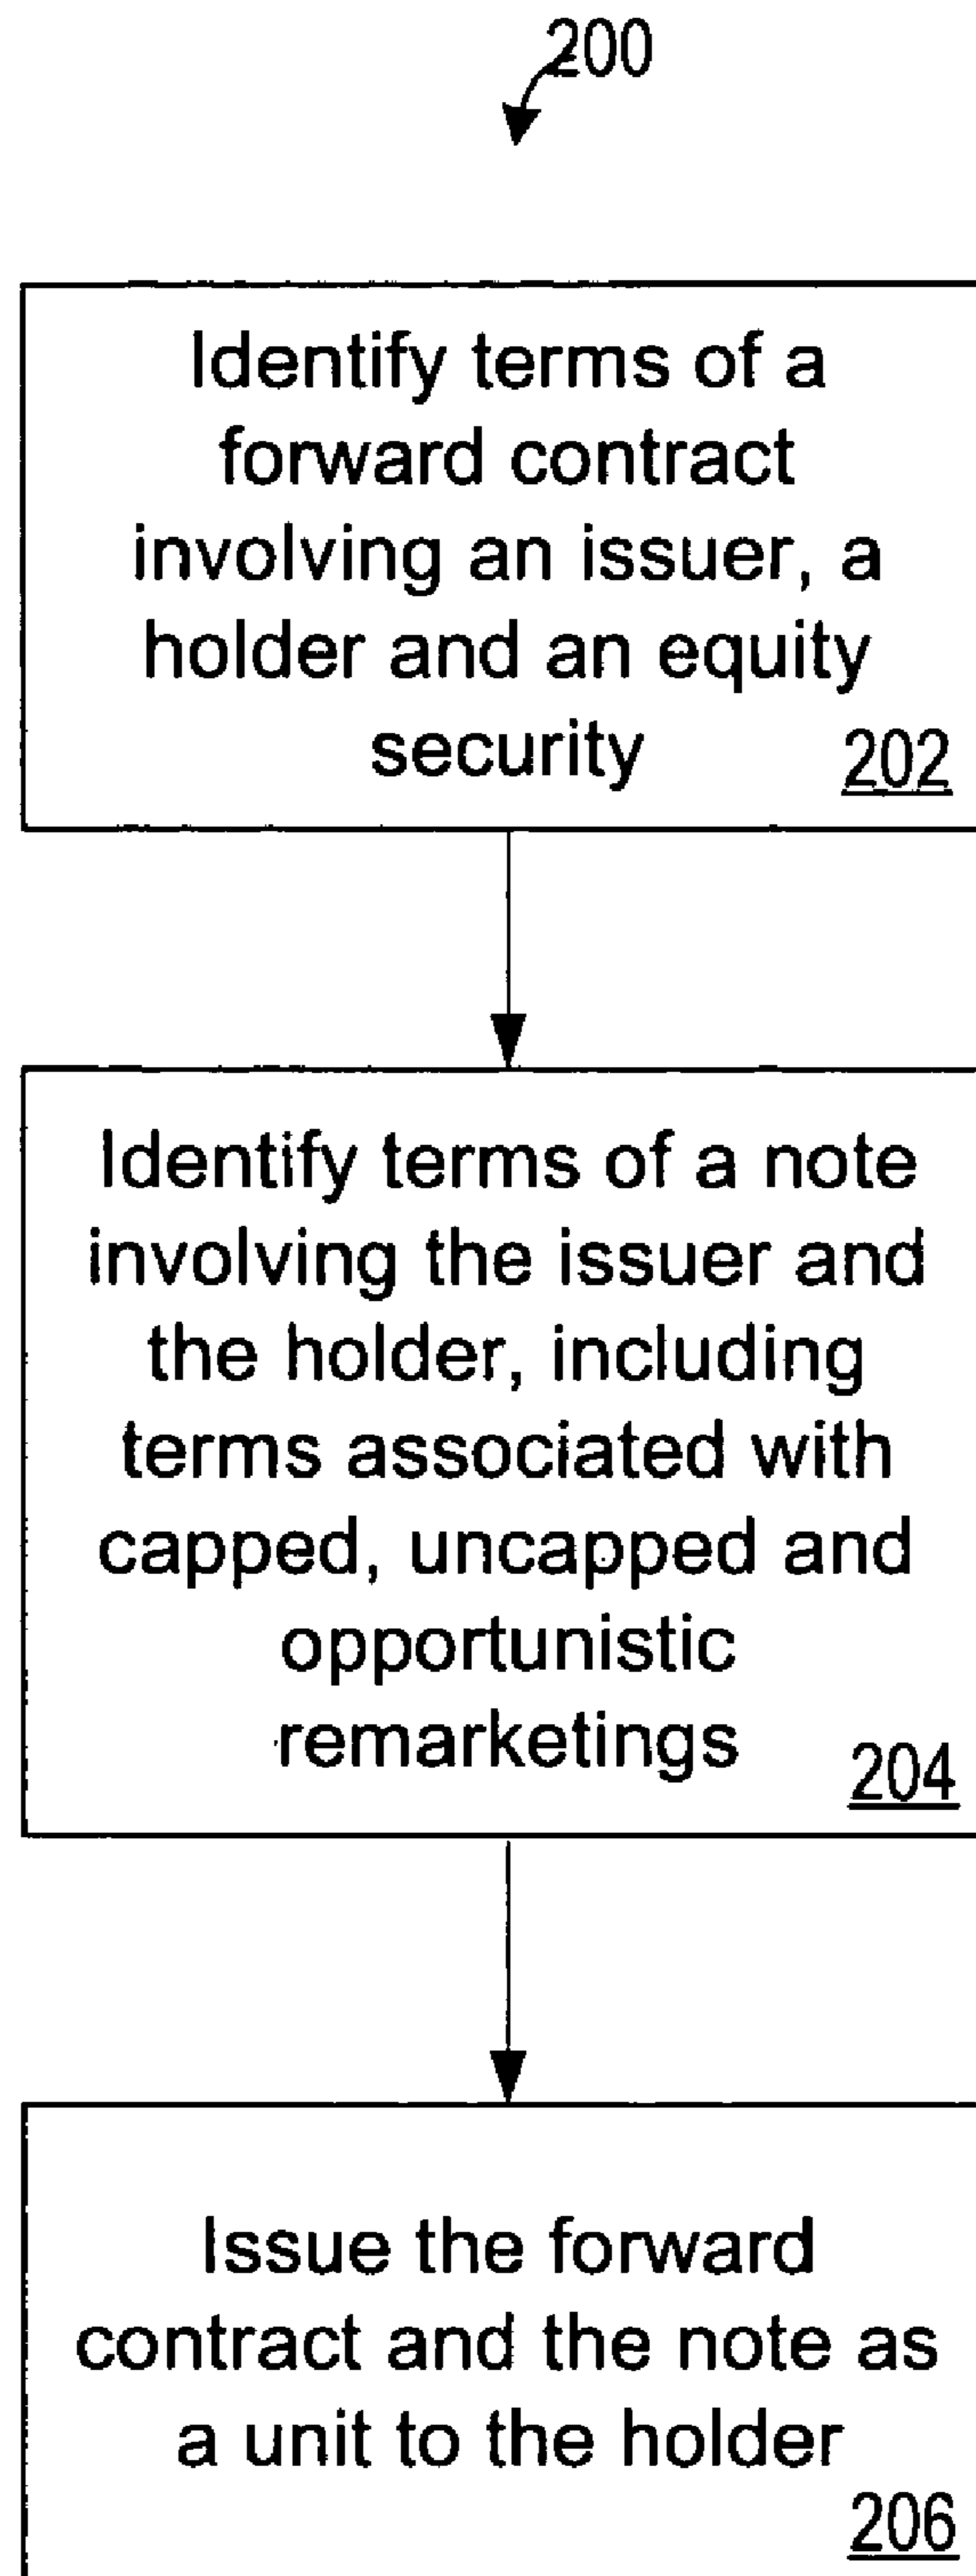 200
Identify terms of a
forward contract
involving an issuer, a
holder and an equity
security
202
Identify terms of a note
involving the issuer and
the holder, including
terms associated with
capped, uncapped and
opportunistic
remarketings
204
Issue the forward
contract and the note as
a unit to the holder
206